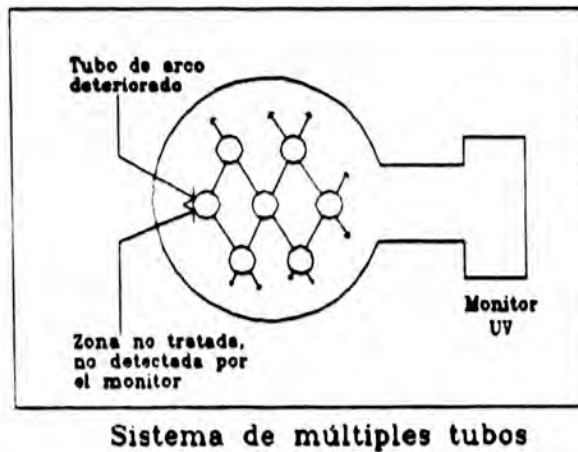 Tubo de arco
deteriorado
Zona no tratada,
no detectada por
el monitor
Monitor
UV
Sistema de múltiples tubos